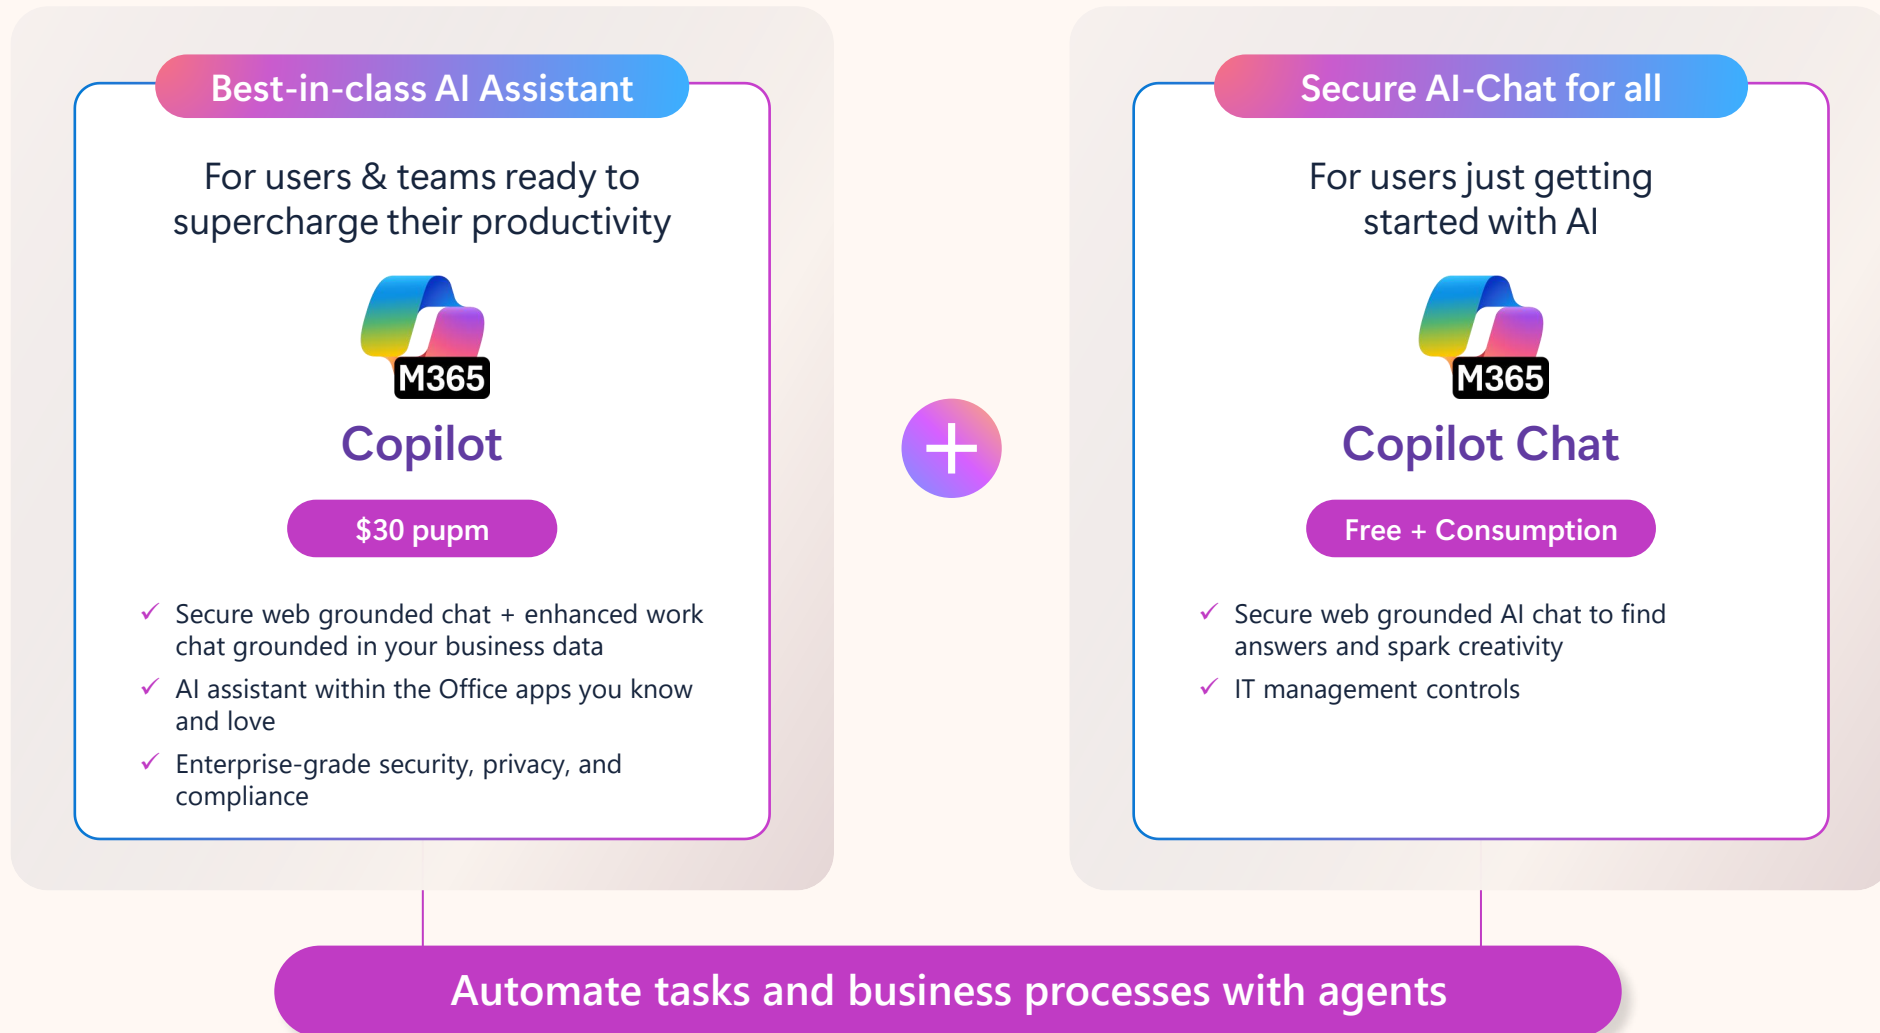 Best-in-class AI Assistant
For users & teams ready to
supercharge their productivity
M365
Copilot
$30 pupm
✓ Secure web grounded chat + enhanced work
chat grounded in your business data
✓ AI assistant within the Office apps you know
and love
✓ Enterprise-grade security, privacy, and
compliance
+
Secure AI-Chat for all
For users just getting
started with AI
M365
Copilot Chat
Free + Consumption
✓ Secure web grounded AI chat to find
answers and spark creativity
✓ IT management controls
Automate tasks and business processes with agents